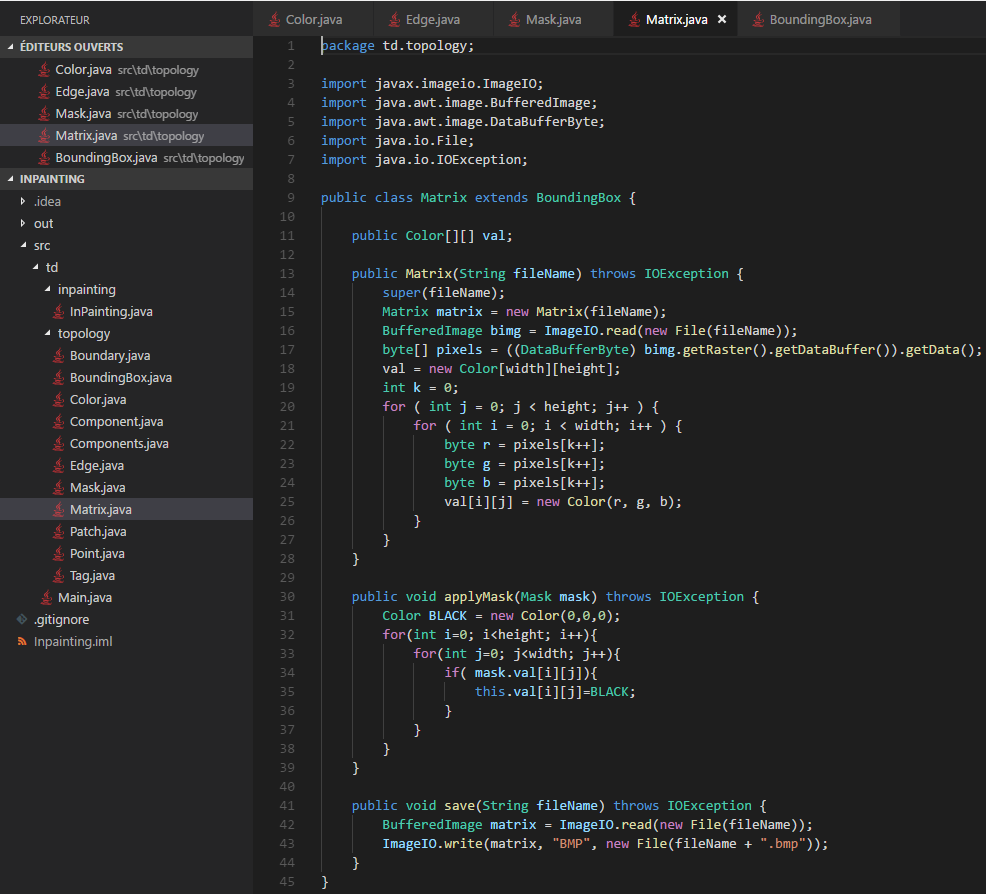 EXPLORATEUR
ÉDITEURS OUVERTS
Color.java src\td\topology
Edge.java src\td\topology
Mask.java src\td\topology
Matrix.java src\td\topology
BoundingBox.java src\td\topology
INPAINTING
.idea
out
src
td
inpainting
InPainting.java
topology
Boundary.java
BoundingBox.java
Color.java
Component.java
Components.java
Edge.java
Mask.java
Matrix.java
Patch.java
Point.java
Tag.java
Main.java
.gitignore
Inpainting.iml
Color.java Edge.java Mask.java Matrix.java × BoundingBox.java
1 package td.topology;
2
3 import javax.imageio.ImageIO;
4 import java.awt.image.BufferedImage;
5 import java.awt.image.DataBufferByte;
6 import java.io.File;
7 import java.io.IOException;
8
9 public class Matrix extends BoundingBox {
10
11     public Color[][] val;
12
13     public Matrix(String fileName) throws IOException {
14         super(fileName);
15         Matrix matrix = new Matrix(fileName);
16         BufferedImage bimg = ImageIO.read(new File(fileName));
17         byte[] pixels = ((DataBufferByte) bimg.getRaster().getDataBuffer()).getData();
18         val = new Color[width][height];
19         int k = 0;
20         for ( int j = 0; j < height; j++ ) {
21             for ( int i = 0; i < width; i++ ) {
22                 byte r = pixels[k++];
23                 byte g = pixels[k++];
24                 byte b = pixels[k++];
25                 val[i][j] = new Color(r, g, b);
26             }
27         }
28     }
29
30     public void applyMask(Mask mask) throws IOException {
31         Color BLACK = new Color(0,0,0);
32         for(int i=0; i<height; i++){
33             for(int j=0; j<width; j++){
34                 if( mask.val[i][j]){
35                     this.val[i][j]=BLACK;
36                 }
37             }
38         }
39     }
40
41     public void save(String fileName) throws IOException {
42         BufferedImage matrix = ImageIO.read(new File(fileName));
43         ImageIO.write(matrix, "BMP", new File(fileName + ".bmp"));
44     }
45 }